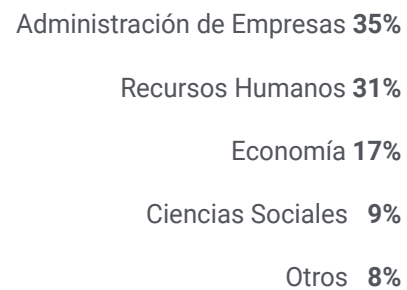 Administración de Empresas 35%
Recursos Humanos 31%
Economía 17%
Ciencias Sociales 9%
Otros 8%